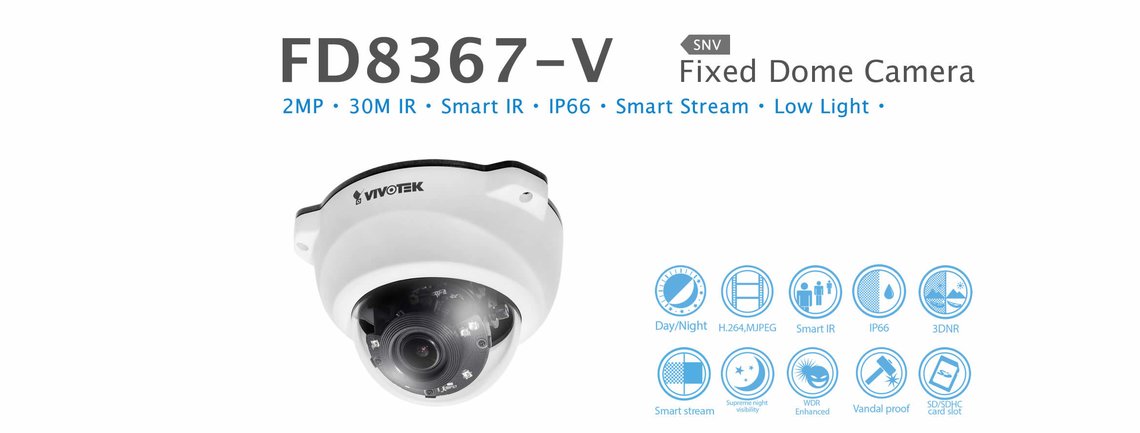 FD8367-V
SNV
Fixed Dome Camera
2MP • 30M IR • Smart IR • IP66 • Smart Stream • Low Light •
VIVOTEK
Day/Night
H.264,MJPEG
Smart IR
IP66
3DNR
Smart stream
Supreme night
visibility
WDR
Enhanced
Vandal proof
SD/SDHC
card slot